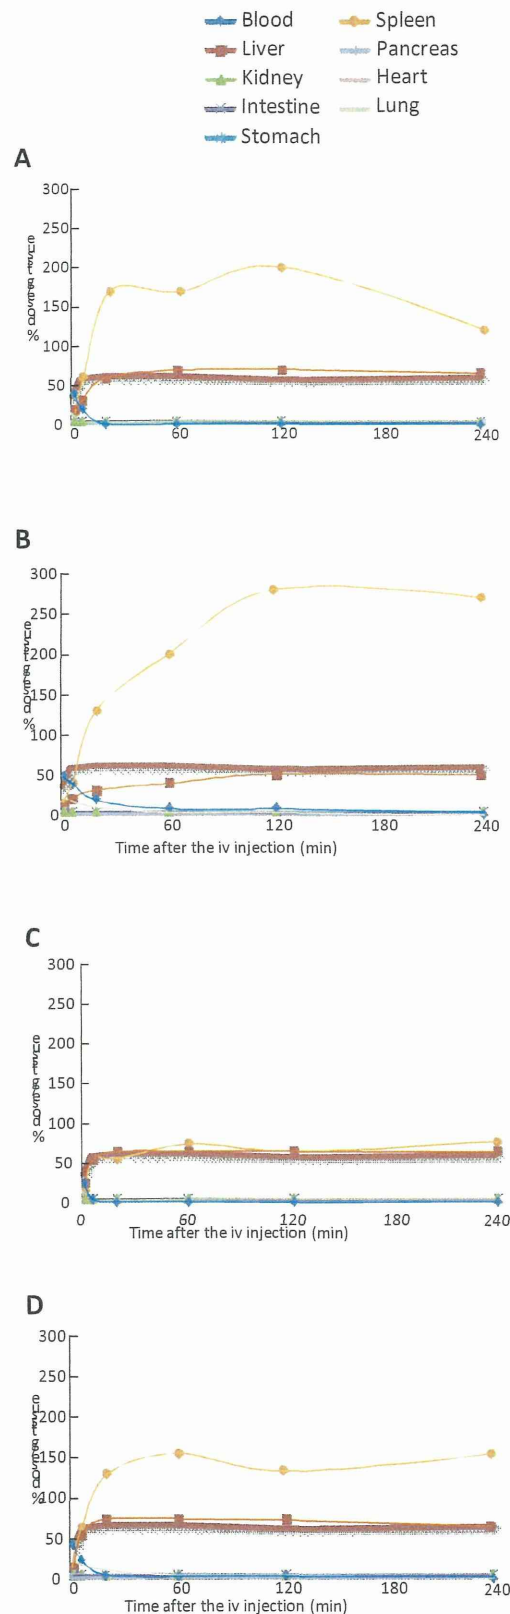 Blood Spleen
Liver Pancreas
Kidney Heart
Intestine Lung
Stomach
A
300
250
200
150
100
50
0
0 60 120 180 240
B
300
250
200
150
100
50
0
0 60 120 180 240
Time after the iv injection (min)
C
300
250
200
150
100
50
0
0 60 120 180 240
Time after the iv injection (min)
D
300
250
200
150
100
50
0
0 60 120 180 240
Time after the iv injection (min)